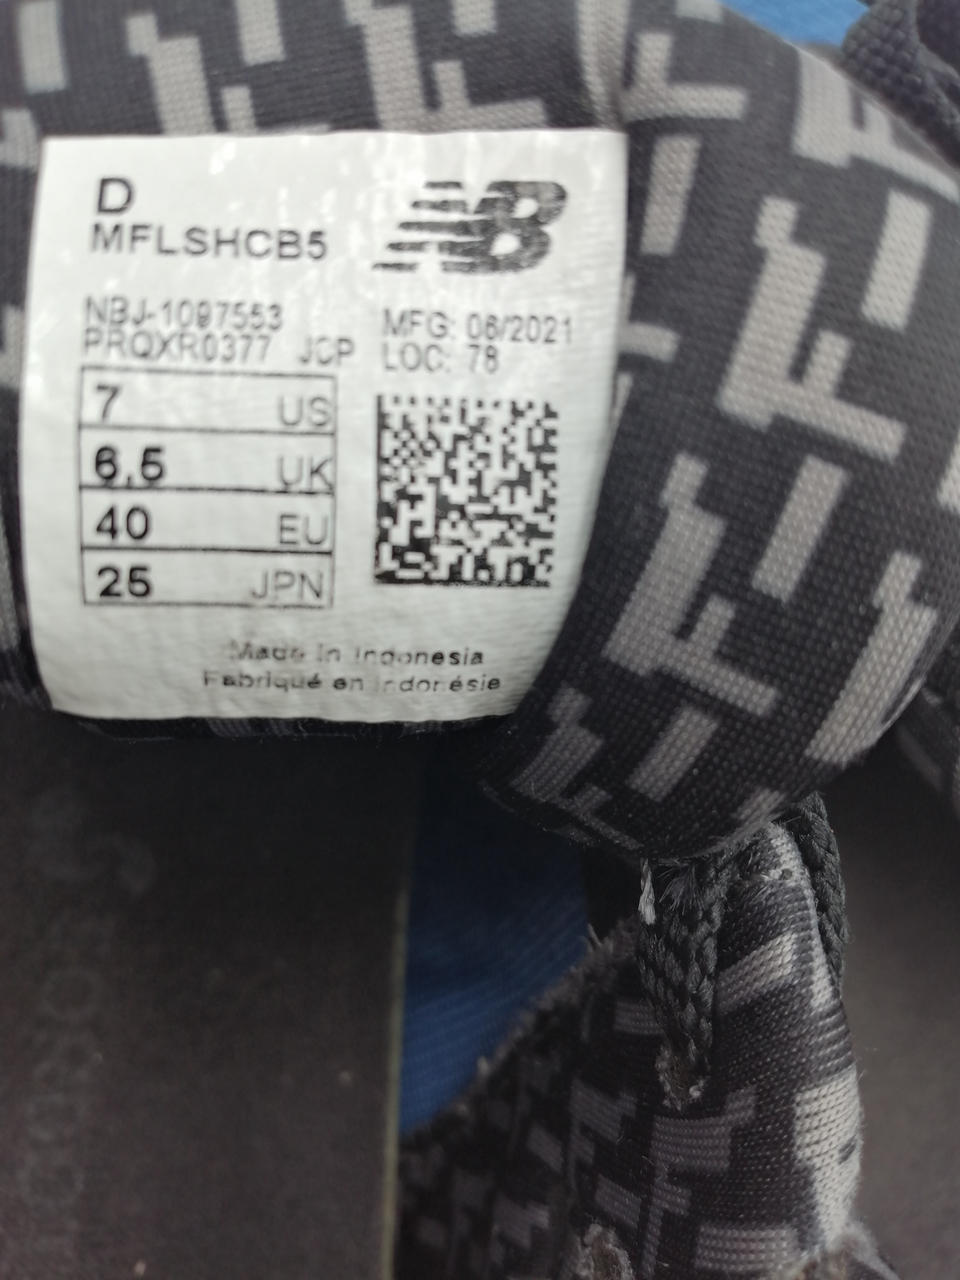 D
MFLSHCB5
NB
NBJ-1097553
PRQXR0377 JCP
MFG: 06/2021
LOC: 78
7 US
6.5 UK
40 EU
25 JPN
Made in Indonesia
Fabriqué en Indonésie